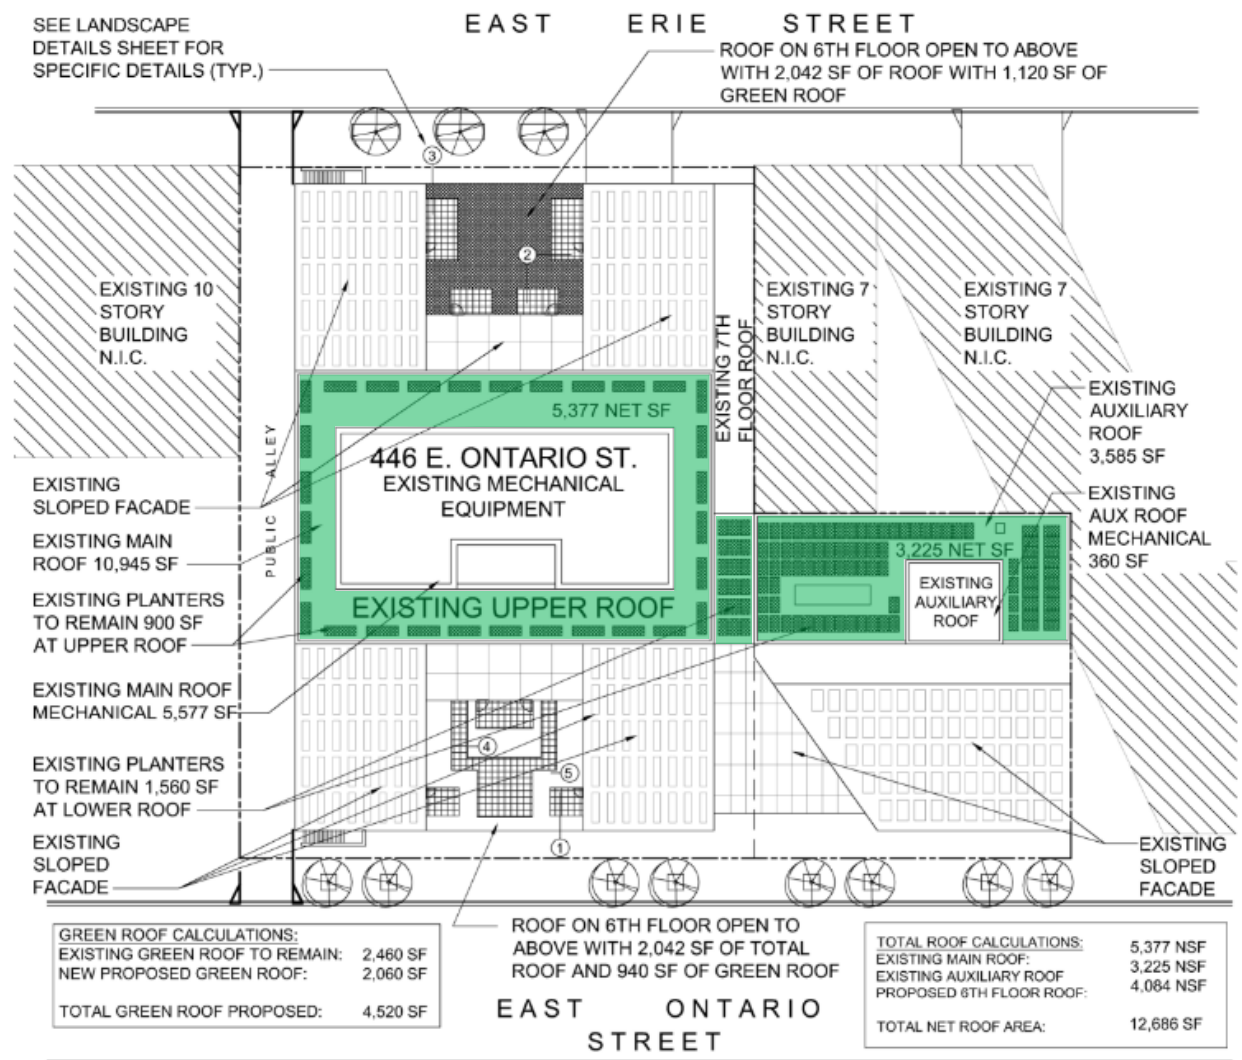 EAST ERIE STREET
SEE LANDSCAPE
DETAILS SHEET FOR
SPECIFIC DETAILS (TYP.)
ROOF ON 6TH FLOOR OPEN TO ABOVE
WITH 2,042 SF OF ROOF WITH 1,120 SF OF
GREEN ROOF
3
2
EXISTING 10
STORY
BUILDING
N.I.C.
EXISTING 7TH
FLOOR ROOF
EXISTING 7
STORY
BUILDING
N.I.C.
EXISTING 7
STORY
BUILDING
N.I.C.
PUBLIC ALLEY
5,377 NET SF
446 E. ONTARIO ST.
EXISTING MECHANICAL
EQUIPMENT
EXISTING UPPER ROOF
3,225 NET SF
EXISTING
AUXILIARY
ROOF
EXISTING
AUXILIARY
ROOF
3,585 SF
EXISTING
AUX ROOF
MECHANICAL
360 SF
EXISTING
SLOPED FACADE
EXISTING MAIN
ROOF 10,945 SF
EXISTING PLANTERS
TO REMAIN 900 SF
AT UPPER ROOF
EXISTING MAIN ROOF
MECHANICAL 5,577 SF
EXISTING PLANTERS
TO REMAIN 1,560 SF
AT LOWER ROOF
EXISTING
SLOPED
FACADE
4
5
1
EXISTING
SLOPED
FACADE
GREEN ROOF CALCULATIONS:
EXISTING GREEN ROOF TO REMAIN: 2,460 SF
NEW PROPOSED GREEN ROOF: 2,060 SF
TOTAL GREEN ROOF PROPOSED: 4,520 SF
ROOF ON 6TH FLOOR OPEN TO
ABOVE WITH 2,042 SF OF TOTAL
ROOF AND 940 SF OF GREEN ROOF
TOTAL ROOF CALCULATIONS: 5,377 NSF
EXISTING MAIN ROOF: 3,225 NSF
EXISTING AUXILIARY ROOF 4,084 NSF
PROPOSED 6TH FLOOR ROOF:
TOTAL NET ROOF AREA: 12,686 SF
EAST ONTARIO
STREET